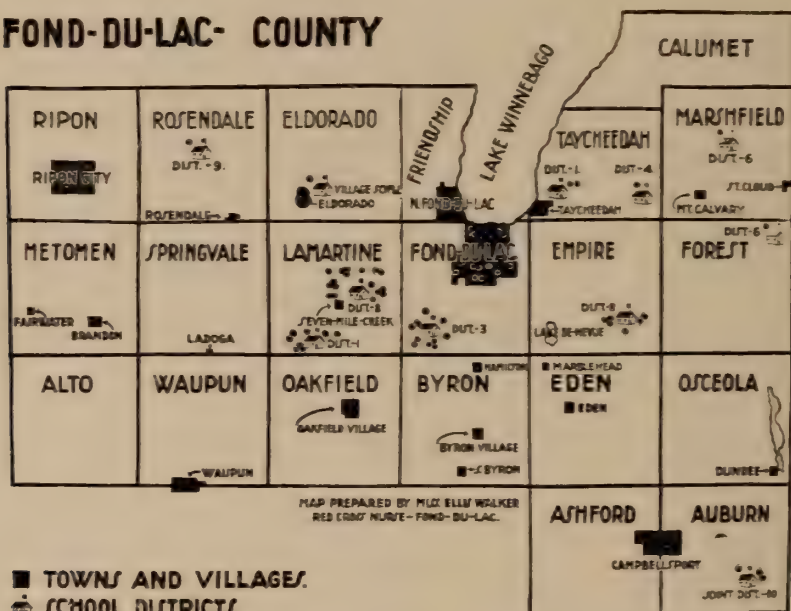 FOND-DU-LAC- COUNTY
CALUMET
LAKE WINNEBAGO
FRIENDSHIP
RIPON
ROSENDALE
ELDORADO
TAYCHEEDAH
MARSHFIELD
DIST.-9.
DIST.-1.
DIST.-4.
DIST.-6
RIPON CITY
VILLAGE
ELDORADO
N. FOND-DU-LAC
ST. CLOUD
ROSENDALE
TAYCHEEDAH
MT. CALVARY
METOMEN
SPRINGVALE
LAMARTINE
FOND-DU-LAC
EMPIRE
FOREST
DIST.-6
DIST.-8
SEVEN-MILE-CREEK
DIST.-3
DIST.-8
FAIRWATER
BRANDON
LADOGA
DIST.-1
LAKE DE-NEVUE
ALTO
WAUPUN
OAKFIELD
BYRON
HAMILTON
MARBLEHEAD
EDEN
OSCEOLA
EDEN
OAKFIELD VILLAGE
BYRON VILLAGE
WAUPUN
S. BYRON
DUNDEE
MAP PREPARED BY MISS ELLIS WALKER
RED CROSS NURSE - FOND-DU-LAC.
ASHFORD
AUBURN
CAMPBELLSPORT
JOINT DIST.-10
TOWNS AND VILLAGES.
SCHOOL DISTRICTS